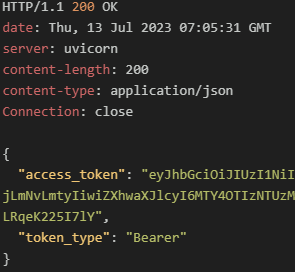 HTTP/1.1 200 OK
date: Thu, 13 Jul 2023 07:05:31 GMT
server: uvicorn
content-length: 200
content-type: application/json
Connection: close
{
"access_token": "eyJhbGciOiJIUzI1NiI
jLmNvLmtyIiwiZXhwaXJlcyI6MTY4OTIzNTUzM
LRqeK225I7lY",
"token_type": "Bearer"
}